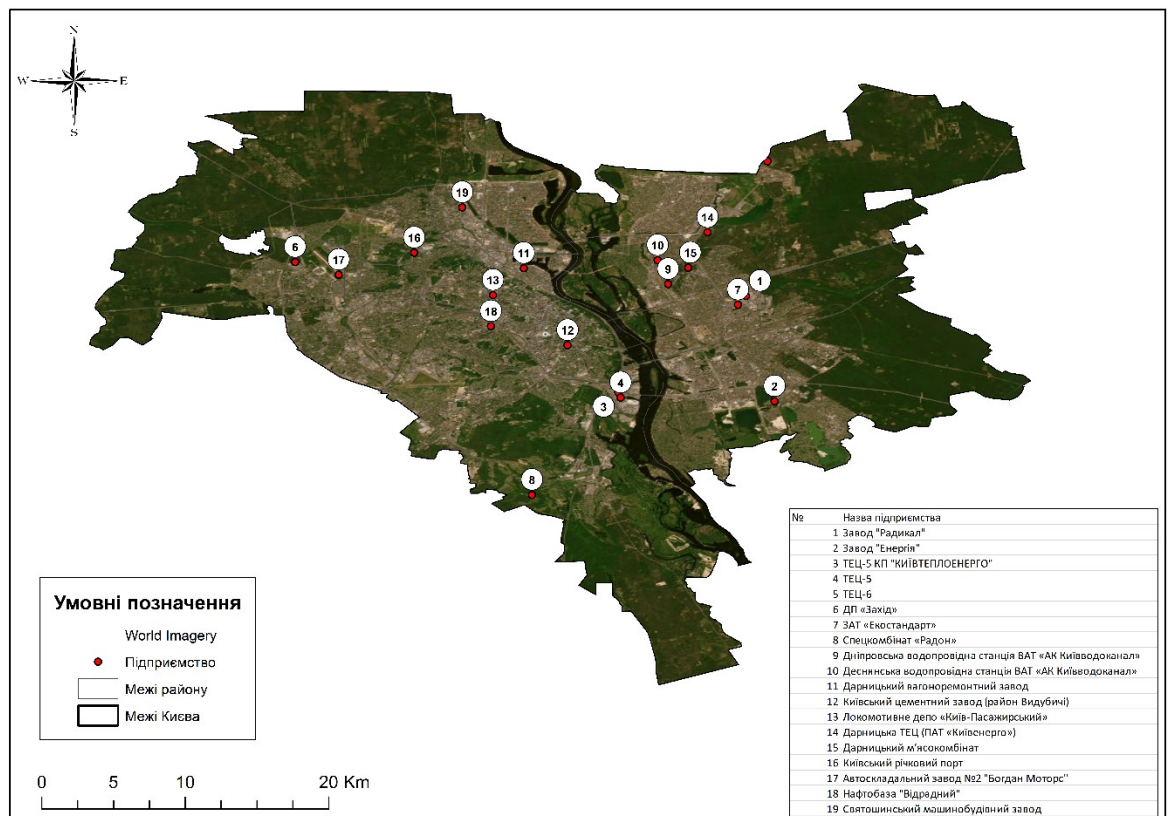 N
W
E
S
19
14
16
10
15
6
11
17
9
1
13
7
18
12
4
2
3
8
Умовні позначення
World Imagery
Підприємство
Межі району
Межі Києва
0 5 10 20 Km
№ Назва підприємства
1 Завод "Радикал"
2 Завод "Енергія"
3 ТЕЦ-5 КП "КИЇВТЕПЛОЕНЕРГО"
4 ТЕЦ-5
5 ТЕЦ-6
6 ДП «Захід»
7 ЗАТ «Екостандарт»
8 Спецкомбінат «Радон»
9 Дніпровська водопровідна станція ВАТ «АК Київводоканал»
10 Деснянська водопровідна станція ВАТ «АК Київводоканал»
11 Дарницький вагоноремонтний завод
12 Київський цементний завод (район Видубичі)
13 Локомотивне депо «Київ-Пасажирський»
14 Дарницька ТЕЦ (ПАТ «Київенерго»)
15 Дарницький м'ясокомбінат
16 Київський річковий порт
17 Автоскладальний завод №2 "Богдан Моторс"
18 Нафтобаза "Відрадний"
19 Святошинський машинобудівний завод